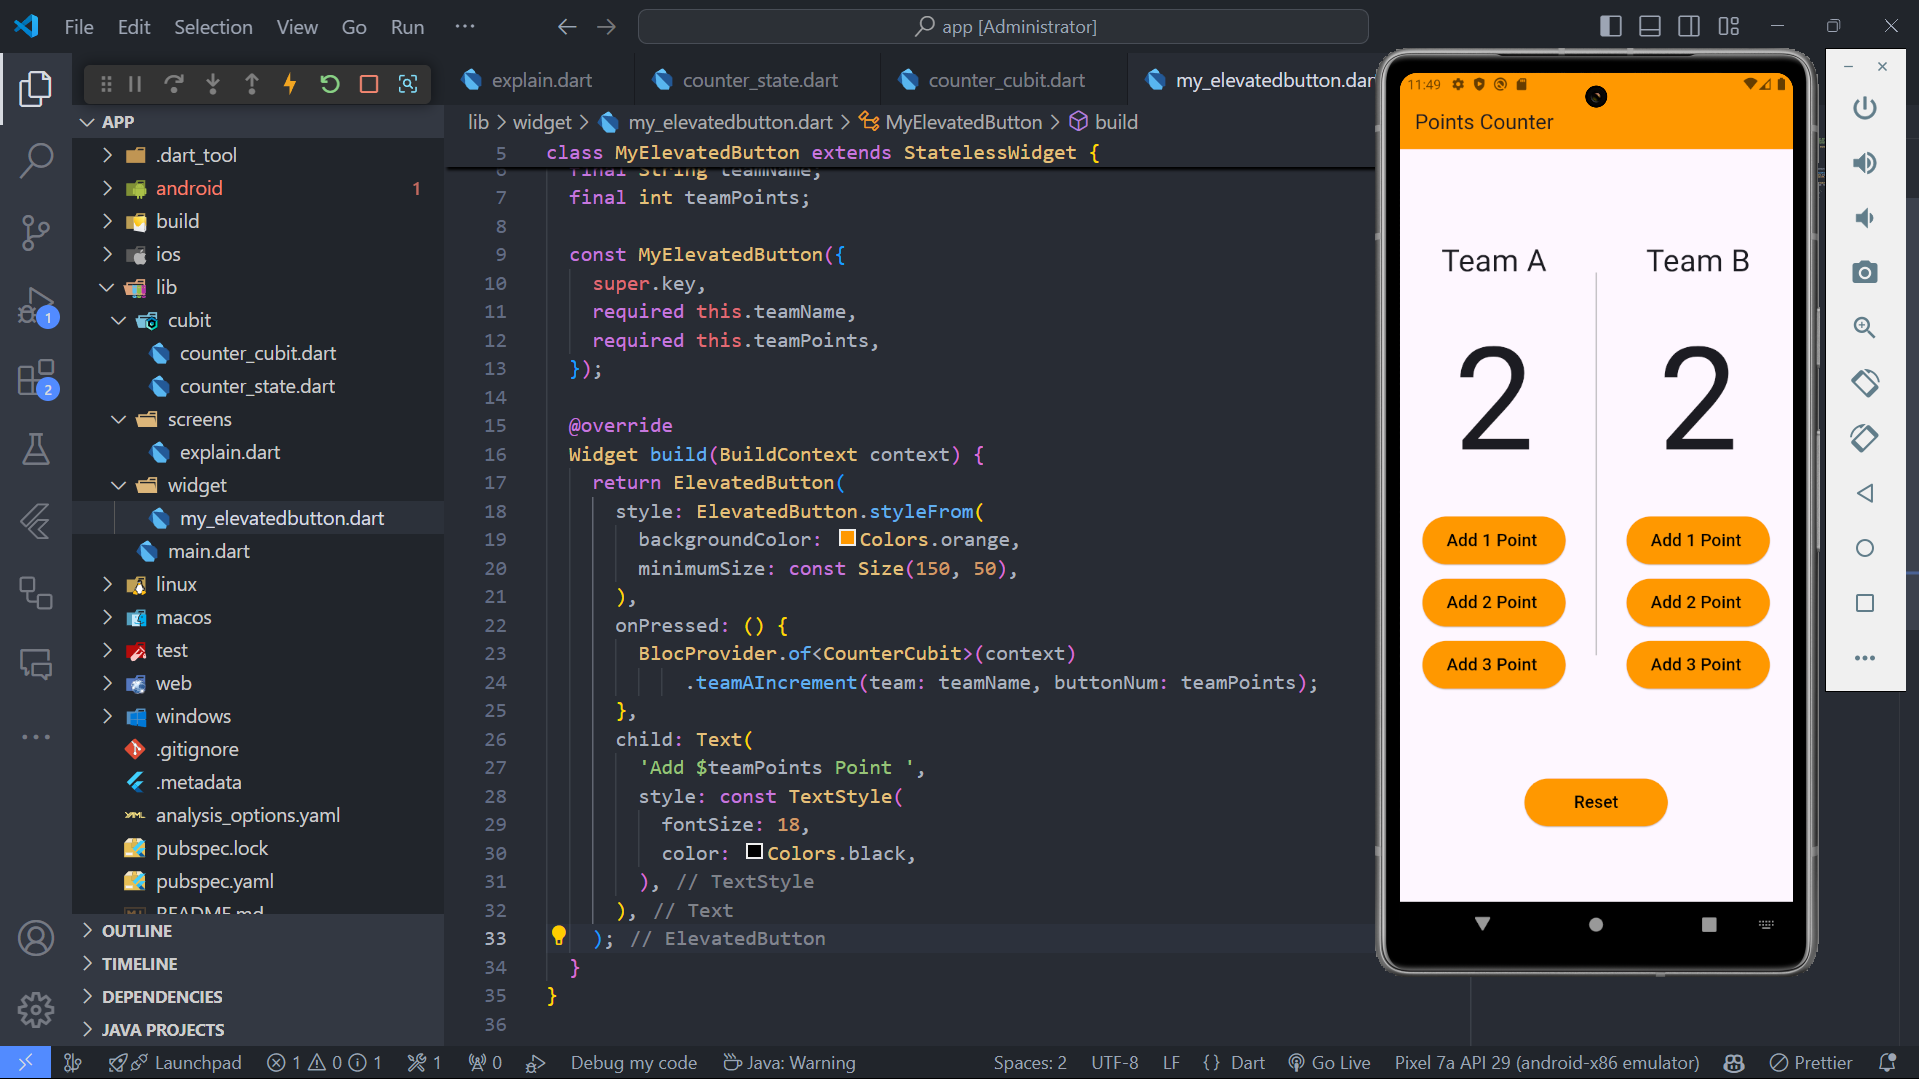 File Edit Selection View Go Run ···
app [Administrator]
explain.dart
counter_state.dart
counter_cubit.dart
my_elevatedbutton.dart
APP
lib > widget > my_elevatedbutton.dart > MyElevatedButton > build
.dart_tool
android 1
build
ios
lib
cubit
counter_cubit.dart
counter_state.dart
screens
explain.dart
widget
my_elevatedbutton.dart
main.dart
linux
macos
test
web
windows
.gitignore
.metadata
analysis_options.yaml
pubspec.lock
pubspec.yaml
README.md
OUTLINE
TIMELINE
DEPENDENCIES
JAVA PROJECTS
1
2
5 class MyElevatedButton extends StatelessWidget {
6 final String teamName;
7 final int teamPoints;
8
9 const MyElevatedButton({
10 super.key,
11 required this.teamName,
12 required this.teamPoints,
13 });
14
15 @override
16 Widget build(BuildContext context) {
17 return ElevatedButton(
18 style: ElevatedButton.styleFrom(
19 backgroundColor: Colors.orange,
20 minimumSize: const Size(150, 50),
21 ),
22 onPressed: () {
23 BlocProvider.of<CounterCubit>(context)
24 .teamAIncrement(team: teamName, buttonNum: teamPoints);
25 },
26 child: Text(
27 'Add $teamPoints Point ',
28 style: const TextStyle(
29 fontSize: 18,
30 color: Colors.black,
31 ), // TextStyle
32 ), // Text
33 ); // ElevatedButton
34 }
35 }
36
11:49
Points Counter
Team A
Team B
2
2
Add 1 Point
Add 1 Point
Add 2 Point
Add 2 Point
Add 3 Point
Add 3 Point
Reset
Launchpad 1 0 1 1 0 Debug my code Java: Warning Spaces: 2 UTF-8 LF {} Dart Go Live Pixel 7a API 29 (android-x86 emulator) Prettier